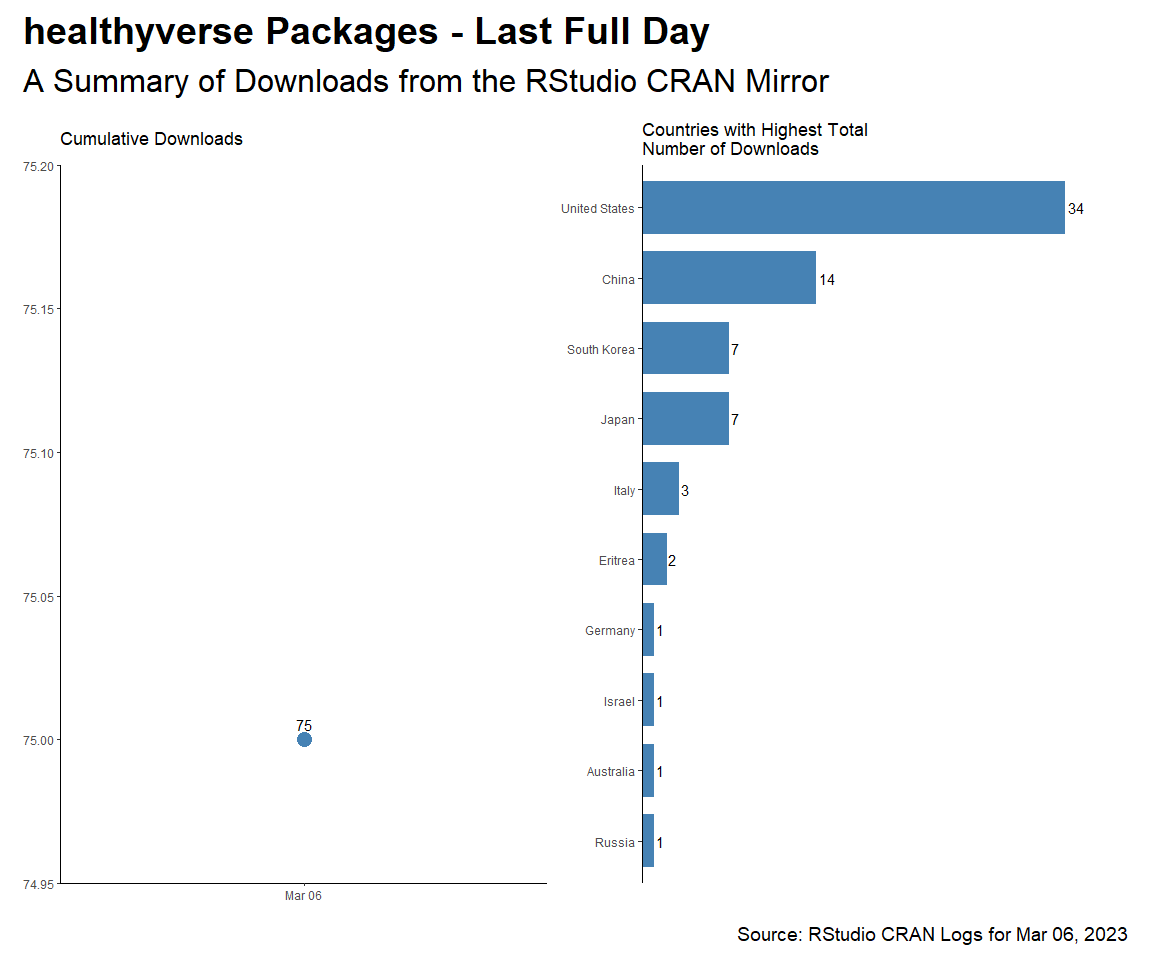 healthyverse Packages - Last Full Day
A Summary of Downloads from the RStudio CRAN Mirror
Cumulative Downloads
75.20
75.15
75.10
75.05
75.00
74.95
75
Mar 06
Countries with Highest Total
Number of Downloads
United States 34
China 14
South Korea 7
Japan 7
Italy 3
Eritrea 2
Germany 1
Israel 1
Australia 1
Russia 1
Source: RStudio CRAN Logs for Mar 06, 2023